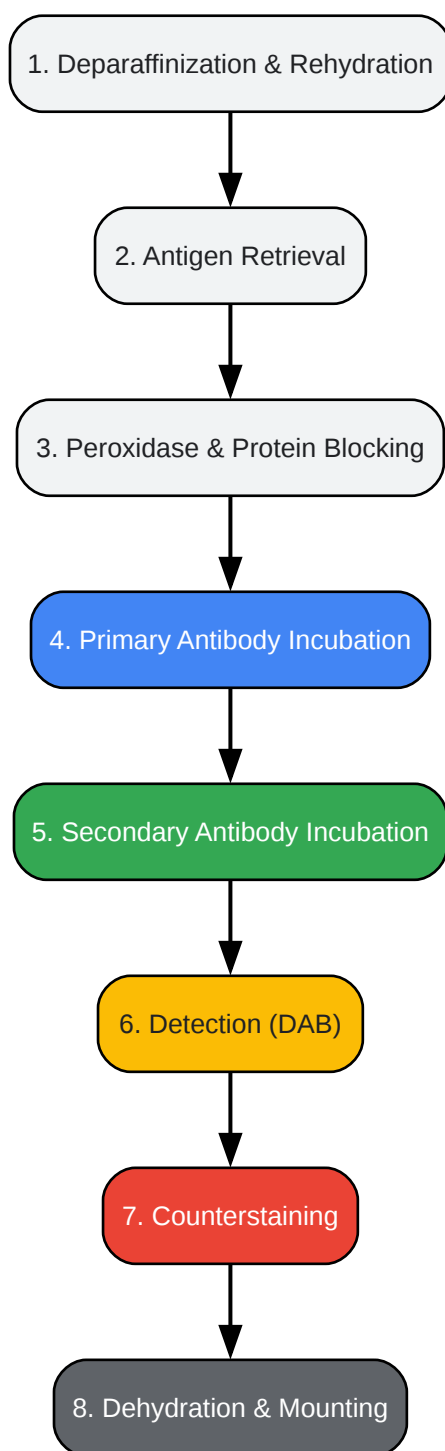 1. Deparaffinization & Rehydration
2. Antigen Retrieval
3. Peroxidase & Protein Blocking
4. Primary Antibody Incubation
5. Secondary Antibody Incubation
6. Detection (DAB)
7. Counterstaining
8. Dehydration & Mounting